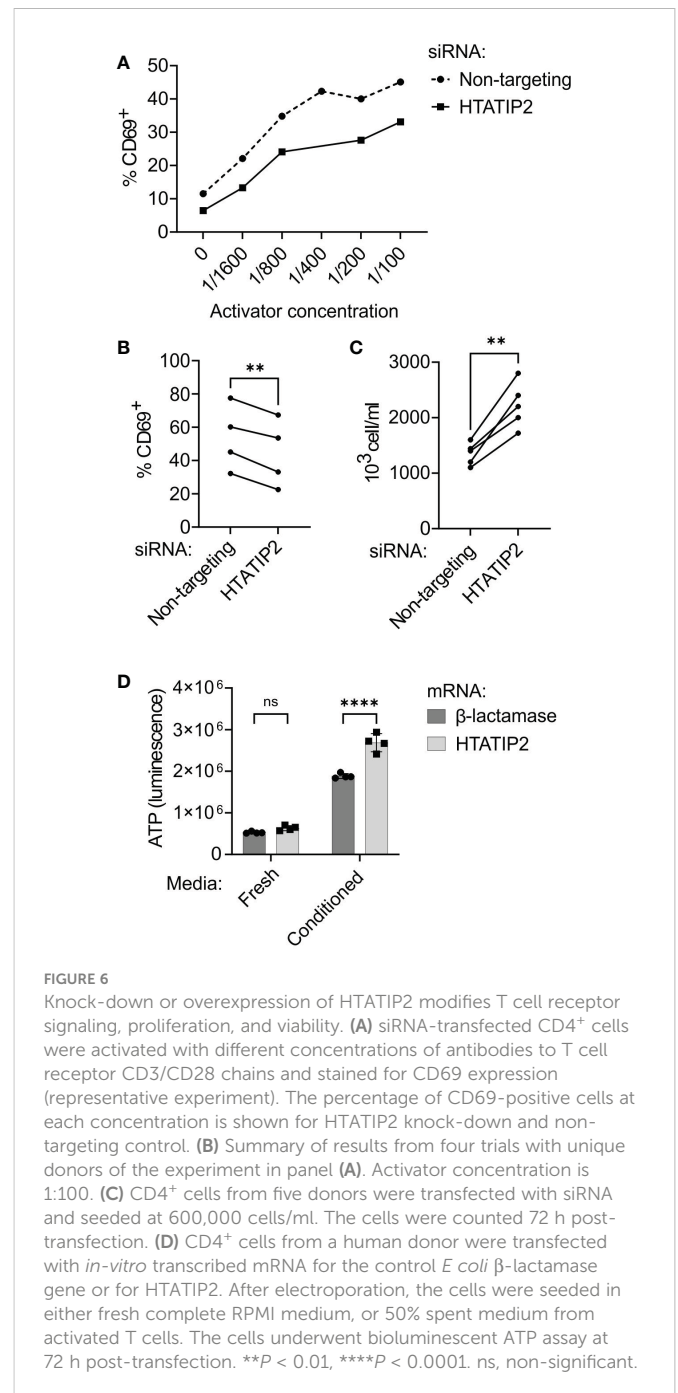 siRNA:
A
50
40
30
20
10
0
% CD69⁺
Non-targeting
HTATIP2
0
1/1600
1/800
1/400
1/200
1/100
Activator concentration
B
100
80
60
40
20
0
% CD69⁺
**
siRNA:
Non-targeting
HTATIP2
C
3000
2000
1000
0
10³cell/ml
**
siRNA:
Non-targeting
HTATIP2
D
4×10⁶
3×10⁶
2×10⁶
1×10⁶
0
ATP (luminescence)
ns
****
mRNA:
β-lactamase
HTATIP2
Media:
Fresh
Conditioned
FIGURE 6
Knock-down or overexpression of HTATIP2 modifies T cell receptor
signaling, proliferation, and viability. (A) siRNA-transfected CD4⁺ cells
were activated with different concentrations of antibodies to T cell
receptor CD3/CD28 chains and stained for CD69 expression
(representative experiment). The percentage of CD69-positive cells at
each concentration is shown for HTATIP2 knock-down and non-
targeting control. (B) Summary of results from four trials with unique
donors of the experiment in panel (A). Activator concentration is
1:100. (C) CD4⁺ cells from five donors were transfected with siRNA
and seeded at 600,000 cells/ml. The cells were counted 72 h post-
transfection. (D) CD4⁺ cells from a human donor were transfected
with in-vitro transcribed mRNA for the control E coli β-lactamase
gene or for HTATIP2. After electroporation, the cells were seeded in
either fresh complete RPMI medium, or 50% spent medium from
activated T cells. The cells underwent bioluminescent ATP assay at
72 h post-transfection. **P < 0.01, ****P < 0.0001. ns, non-significant.